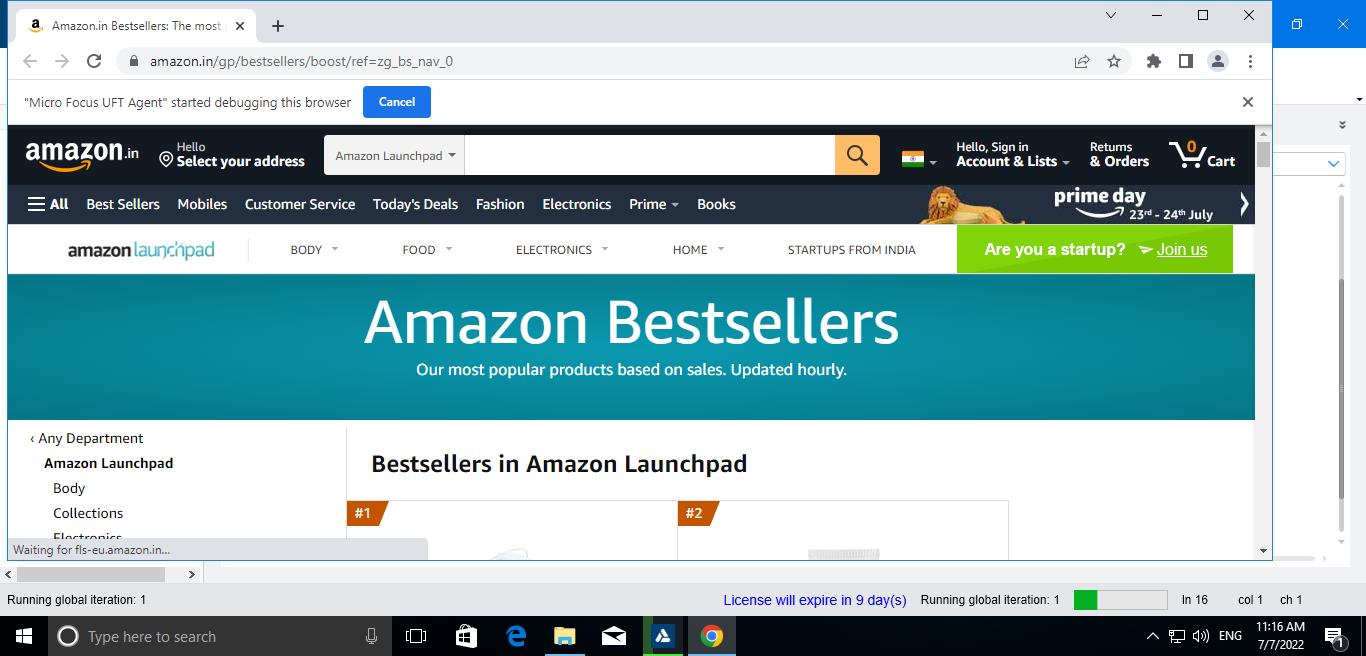 Amazon.in Bestsellers: The most
amazon.in/gp/bestsellers/boost/ref=zg_bs_nav_0
"Micro Focus UFT Agent" started debugging this browser
Cancel
amazon.in
Hello
Select your address
Amazon Launchpad
Hello, Sign in
Account & Lists
Returns
& Orders
0
Cart
All
Best Sellers
Mobiles
Customer Service
Today's Deals
Fashion
Electronics
Prime
Books
prime day
23rd - 24th July
amazon launchpad
BODY
FOOD
ELECTRONICS
HOME
STARTUPS FROM INDIA
Are you a startup?
Join us
Amazon Bestsellers
Our most popular products based on sales. Updated hourly.
‹ Any Department
Amazon Launchpad
Body
Collections
Electronics
Bestsellers in Amazon Launchpad
#1
#2
Waiting for fls-eu.amazon.in...
Running global iteration: 1
License will expire in 9 day(s)
Running global iteration: 1
ln 16
col 1
ch 1
Type here to search
ENG
11:16 AM
7/7/2022
1